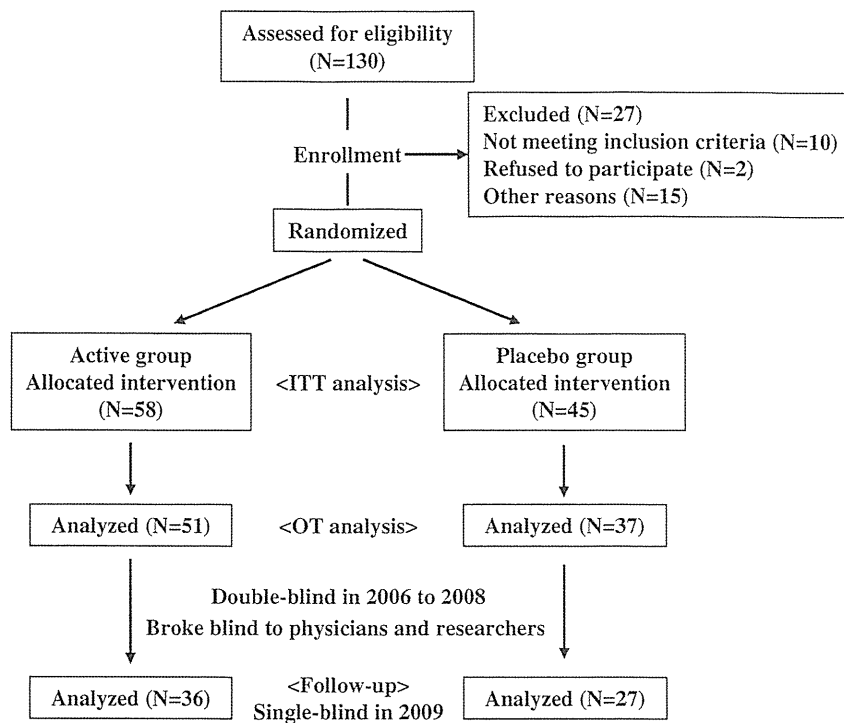 Assessed for eligibility
(N=130)
Excluded (N=27)
Not meeting inclusion criteria (N=10)
Refused to participate (N=2)
Other reasons (N=15)
Enrollment
Randomized
Active group
Allocated intervention
(N=58)
<ITT analysis>
Placebo group
Allocated intervention
(N=45)
Analyzed (N=51)
<OT analysis>
Analyzed (N=37)
Double-blind in 2006 to 2008
Broke blind to physicians and researchers
Analyzed (N=36)
<Follow-up>
Single-blind in 2009
Analyzed (N=27)